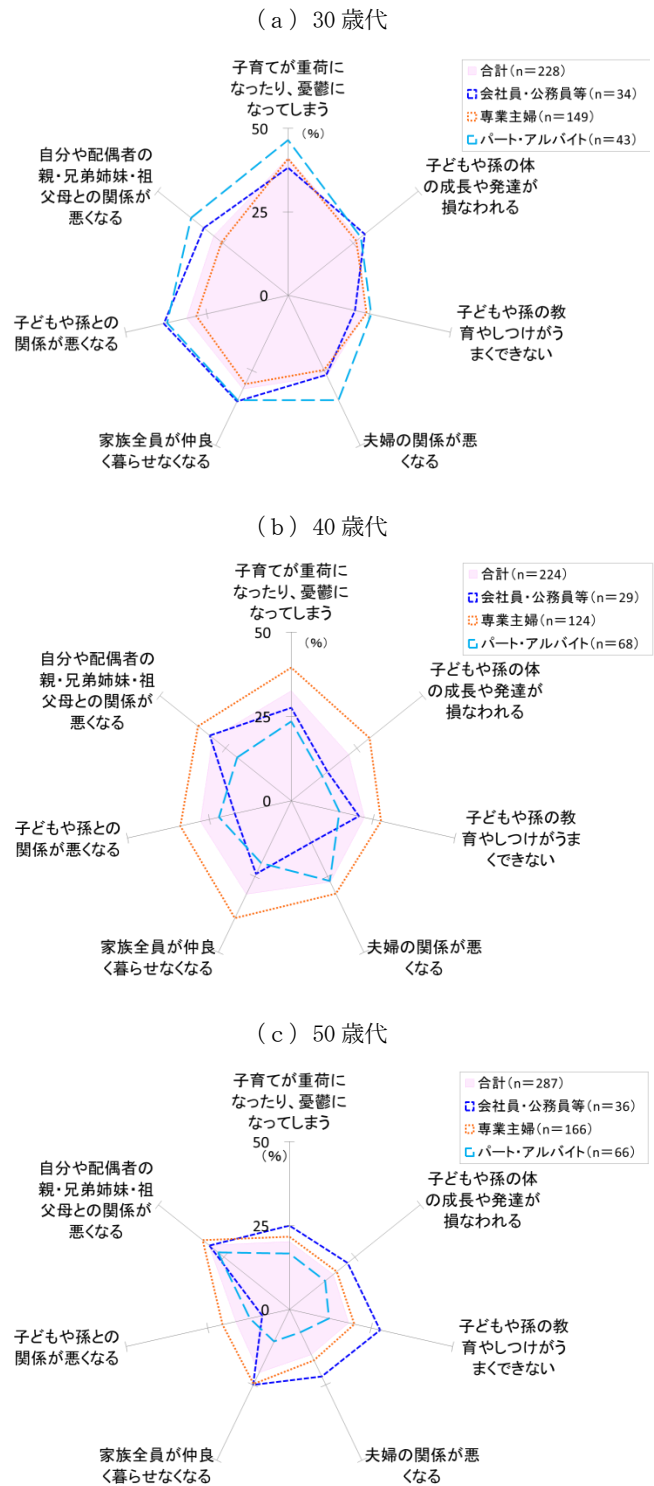 (a) 30 歳代
子育てが重荷に
なったり、憂鬱に
なってしまう
50
(%)
合計(n=228)
会社員・公務員等(n=34)
専業主婦(n=149)
パート・アルバイト(n=43)
自分や配偶者の
親・兄弟姉妹・祖
父母との関係が
悪くなる
子どもや孫の体
の成長や発達が
損なわれる
25
0
子どもや孫との
関係が悪くなる
子どもや孫の教
育やしつけがう
まくできない
家族全員が仲良
く暮らせなくなる
夫婦の関係が悪
くなる
(b) 40 歳代
子育てが重荷に
なったり、憂鬱に
なってしまう
50
(%)
合計(n=224)
会社員・公務員等(n=29)
専業主婦(n=124)
パート・アルバイト(n=68)
自分や配偶者の
親・兄弟姉妹・祖
父母との関係が
悪くなる
子どもや孫の体
の成長や発達が
損なわれる
25
0
子どもや孫との
関係が悪くなる
子どもや孫の教
育やしつけがうま
くできない
家族全員が仲良
く暮らせなくなる
夫婦の関係が悪
くなる
(c) 50 歳代
子育てが重荷に
なったり、憂鬱に
なってしまう
50
(%)
合計(n=287)
会社員・公務員等(n=36)
専業主婦(n=166)
パート・アルバイト(n=66)
自分や配偶者の
親・兄弟姉妹・祖
父母との関係が
悪くなる
子どもや孫の体
の成長や発達が
損なわれる
25
0
子どもや孫との
関係が悪くなる
子どもや孫の教
育やしつけがう
まくできない
家族全員が仲良
く暮らせなくなる
夫婦の関係が悪
くなる